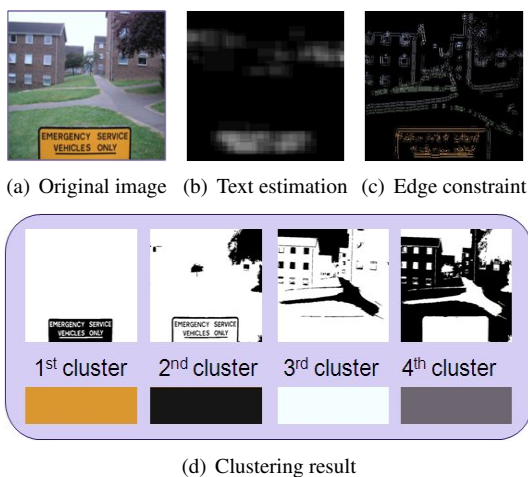 EMERGENCY SERVICE
VEHICLES ONLY
(a) Original image (b) Text estimation (c) Edge constraint
EMERGENCY SERVICE
VEHICLES ONLY
EMERGENCY SERVICE
VEHICLES ONLY
1st cluster
2nd cluster
3rd cluster
4th cluster
(d) Clustering result